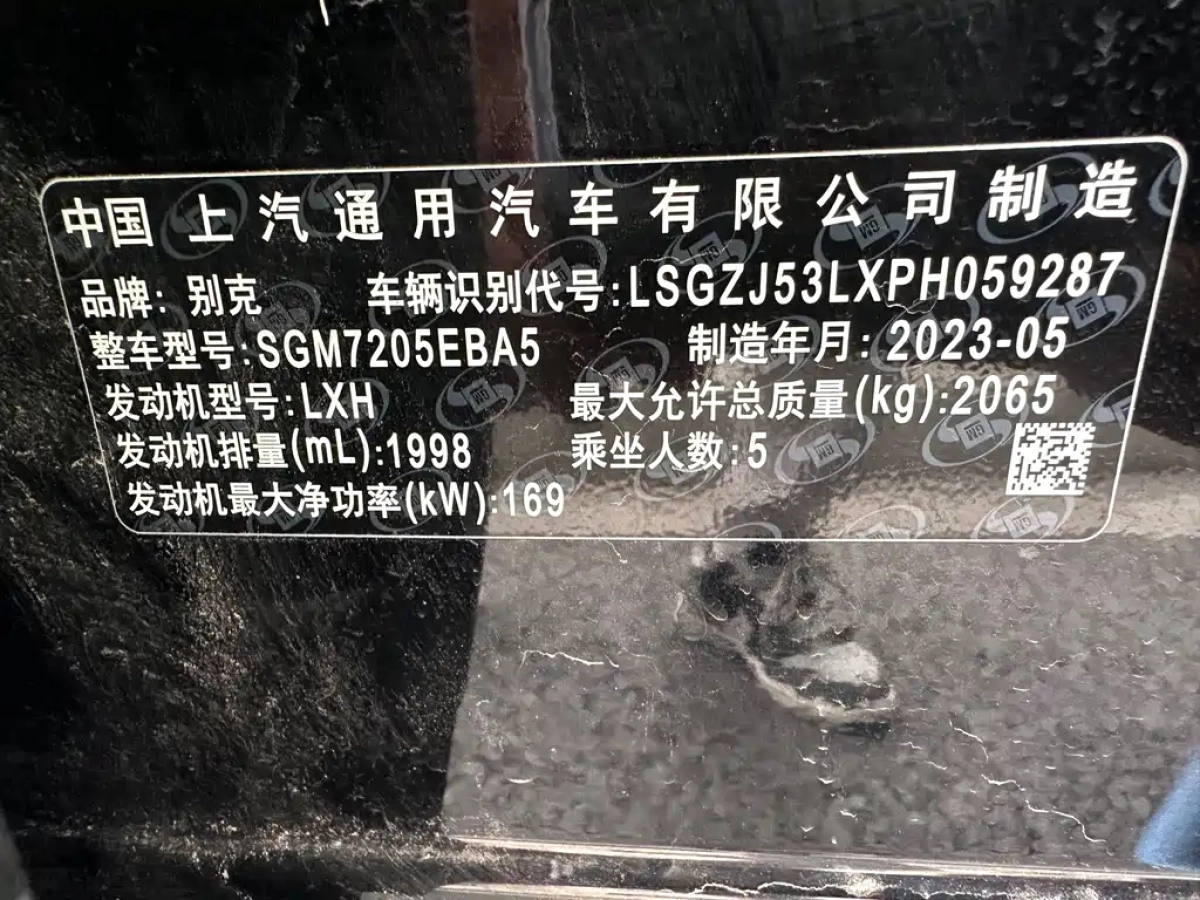 中国上汽通用汽车有限公司制造
品牌：别克 车辆识别代号：LSGZJ53LXPH059287
整车型号：SGM7205EBA5 制造年月：2023-05
发动机型号：LXH 最大允许总质量(kg)：2065
发动机排量(mL)：1998 乘坐人数：5
发动机最大净功率(kW)：169